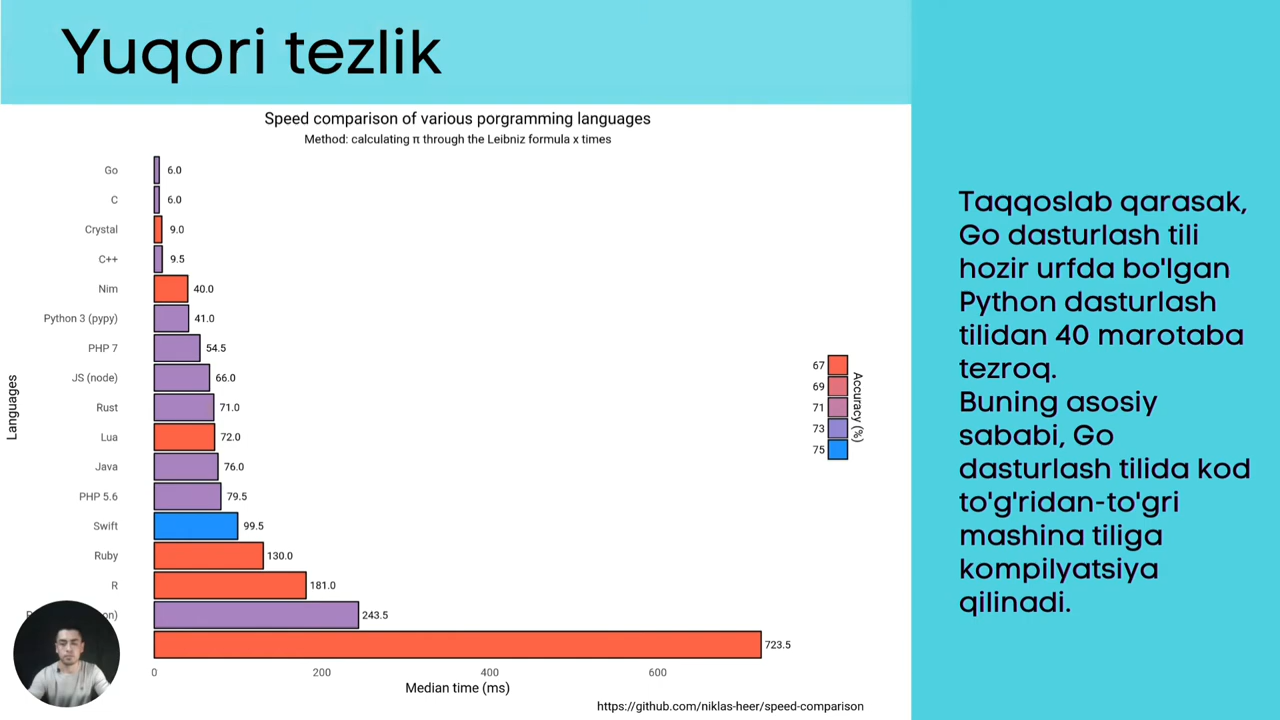 Yuqori tezlik
Speed comparison of various porgramming languages
Method: calculating π through the Leibniz formula x times
Languages
Go 6.0
C 6.0
Crystal 9.0
C++ 9.5
Nim 40.0
Python 3 (pypy) 41.0
PHP 7 54.5
JS (node) 66.0
Rust 71.0
Lua 72.0
Java 76.0
PHP 5.6 79.5
Swift 99.5
Ruby 130.0
R 181.0
243.5
723.5
0 200 400 600
Median time (ms)
67
69
71
73
75
Accuracy (%)
https://github.com/niklas-heer/speed-comparison
Taqqoslab qarasak,
Go dasturlash tili
hozir urfda bo'lgan
Python dasturlash
tilidan 40 marotaba
tezroq.
Buning asosiy
sababi, Go
dasturlash tilida kod
to'g'ridan-to'gri
mashina tiliga
kompilyatsiya
qilinadi.